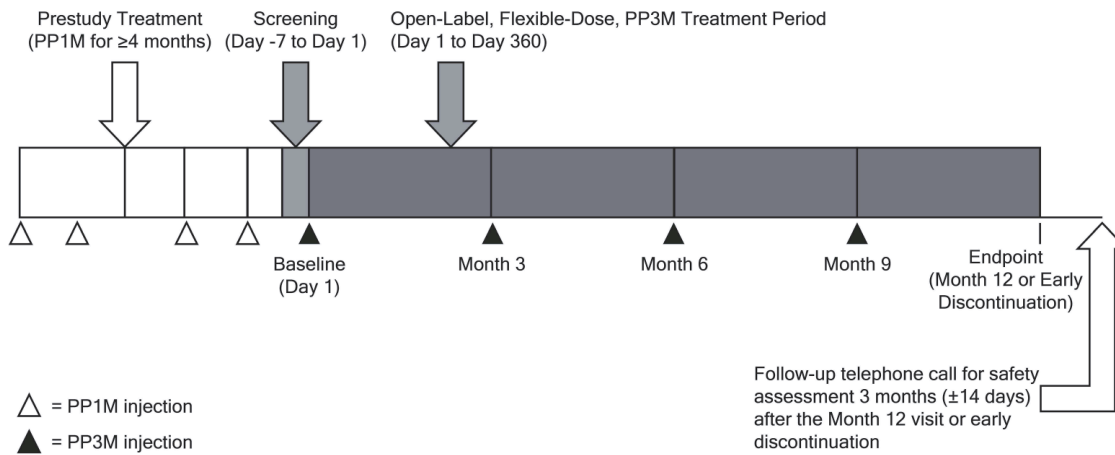 Prestudy Treatment
(PP1M for ≥4 months)
Screening
(Day -7 to Day 1)
Open-Label, Flexible-Dose, PP3M Treatment Period
(Day 1 to Day 360)
Baseline
(Day 1)
Month 3
Month 6
Month 9
Endpoint
(Month 12 or Early
Discontinuation)
Follow-up telephone call for safety
assessment 3 months (±14 days)
after the Month 12 visit or early
discontinuation
= PP1M injection
= PP3M injection